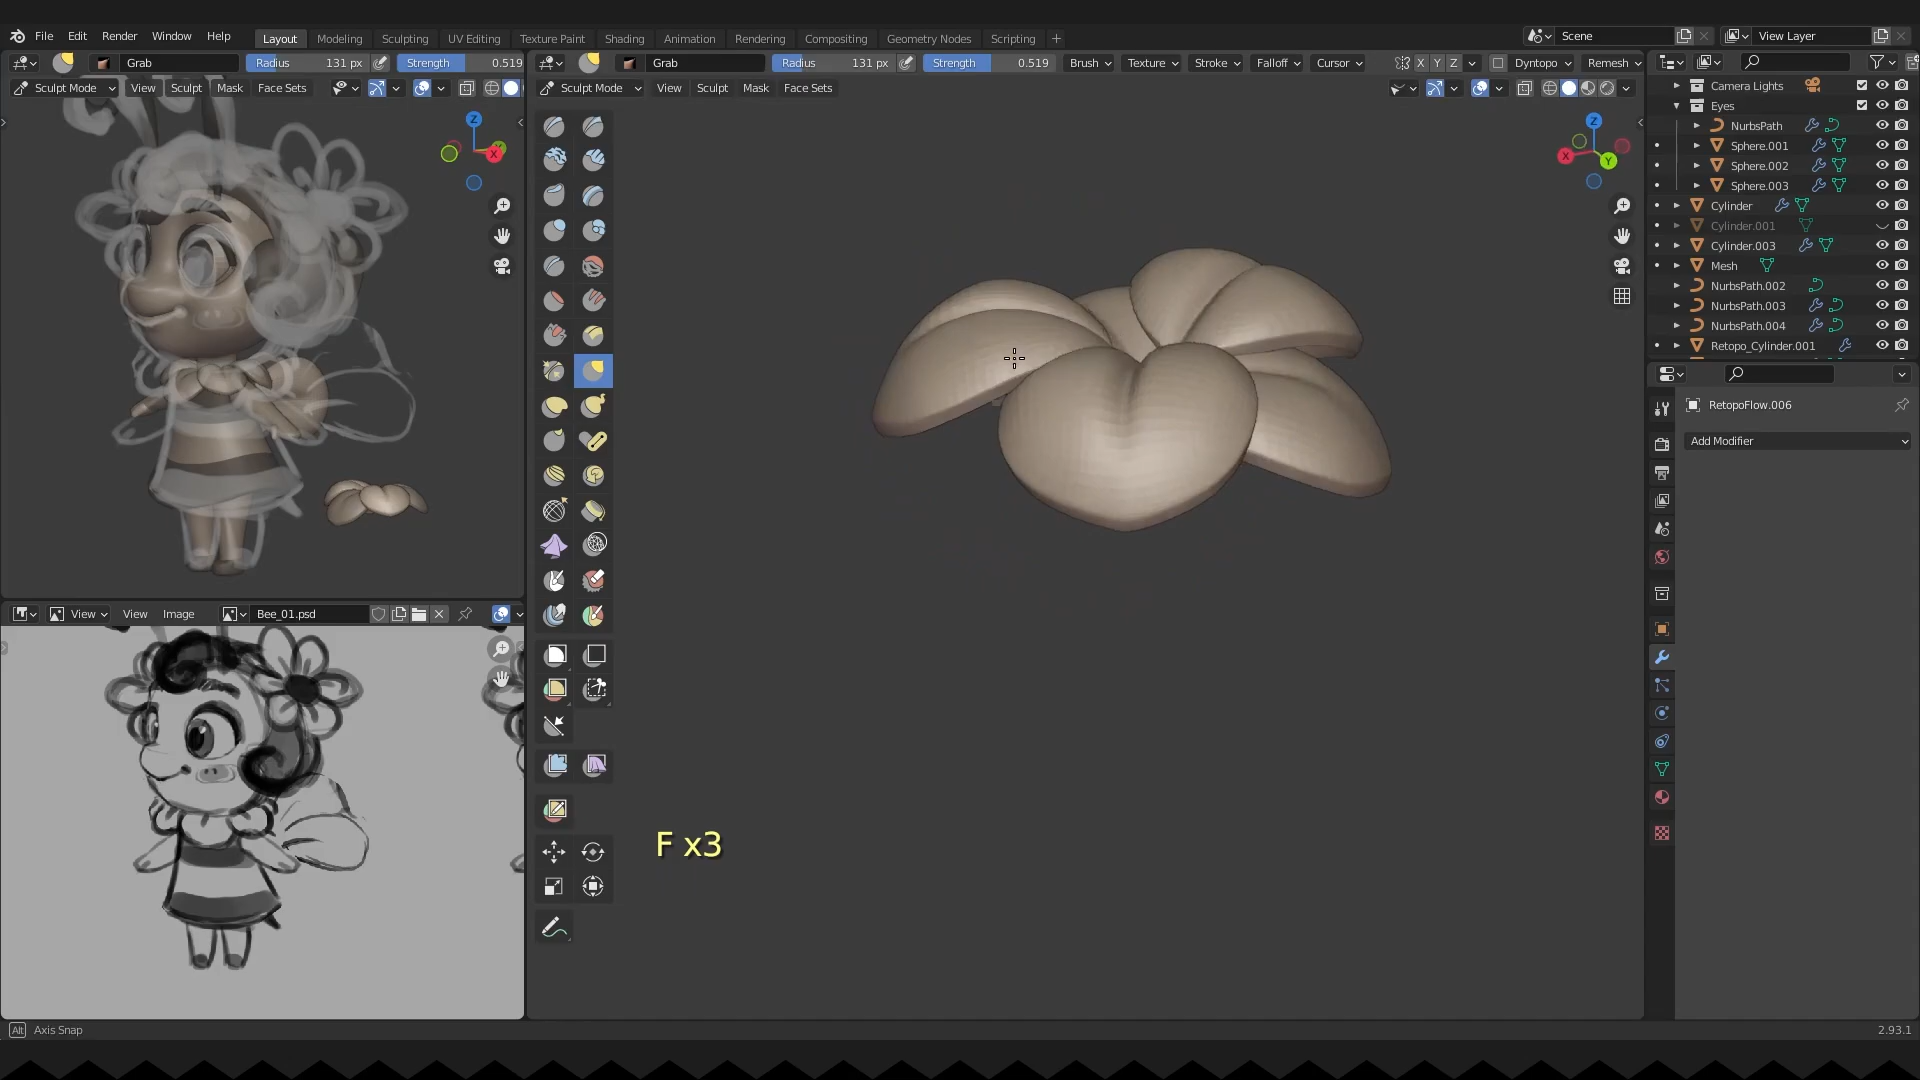 File Edit Render Window Help
Layout Modeling Sculpting UV Editing Texture Paint Shading Animation Rendering Compositing Geometry Nodes Scripting +
Scene
View Layer
Grab Radius 131 px Strength 0.519
Grab Radius 131 px Strength 0.519 Brush Texture Stroke Falloff Cursor X Y Z Dyntopo Remesh
Sculpt Mode View Sculpt Mask Face Sets
Sculpt Mode View Sculpt Mask Face Sets
Z
X
Z
X
Y
Camera Lights
Eyes
NurbsPath
Sphere.001
Sphere.002
Sphere.003
Cylinder
Cylinder.001
Cylinder.003
Mesh
NurbsPath.002
NurbsPath.003
NurbsPath.004
Retopo_Cylinder.001
RetopoFlow.006
Add Modifier
View View Image Bee_01.psd
F x3
Alt Axis Snap
2.93.1